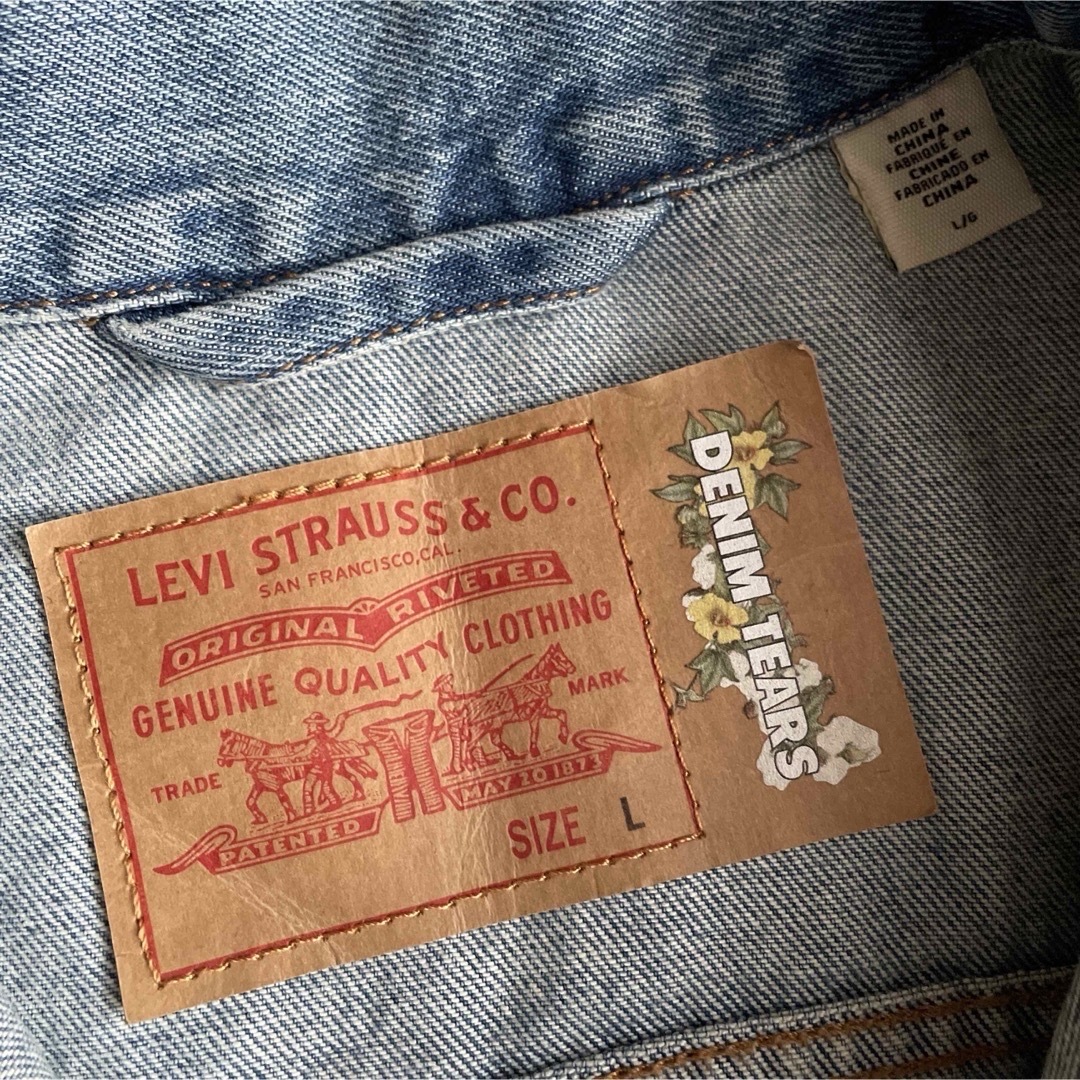 MADE IN
CHINA
FABRIQUÉ EN
CHINE
FABRICADO EN
CHINA
L/G
LEVI STRAUSS & CO.
SAN FRANCISCO, CAL.
ORIGINAL RIVETED
GENUINE QUALITY CLOTHING
TRADE MARK
PATENTED MAY 20 1873
SIZE L
DENIM TEARS